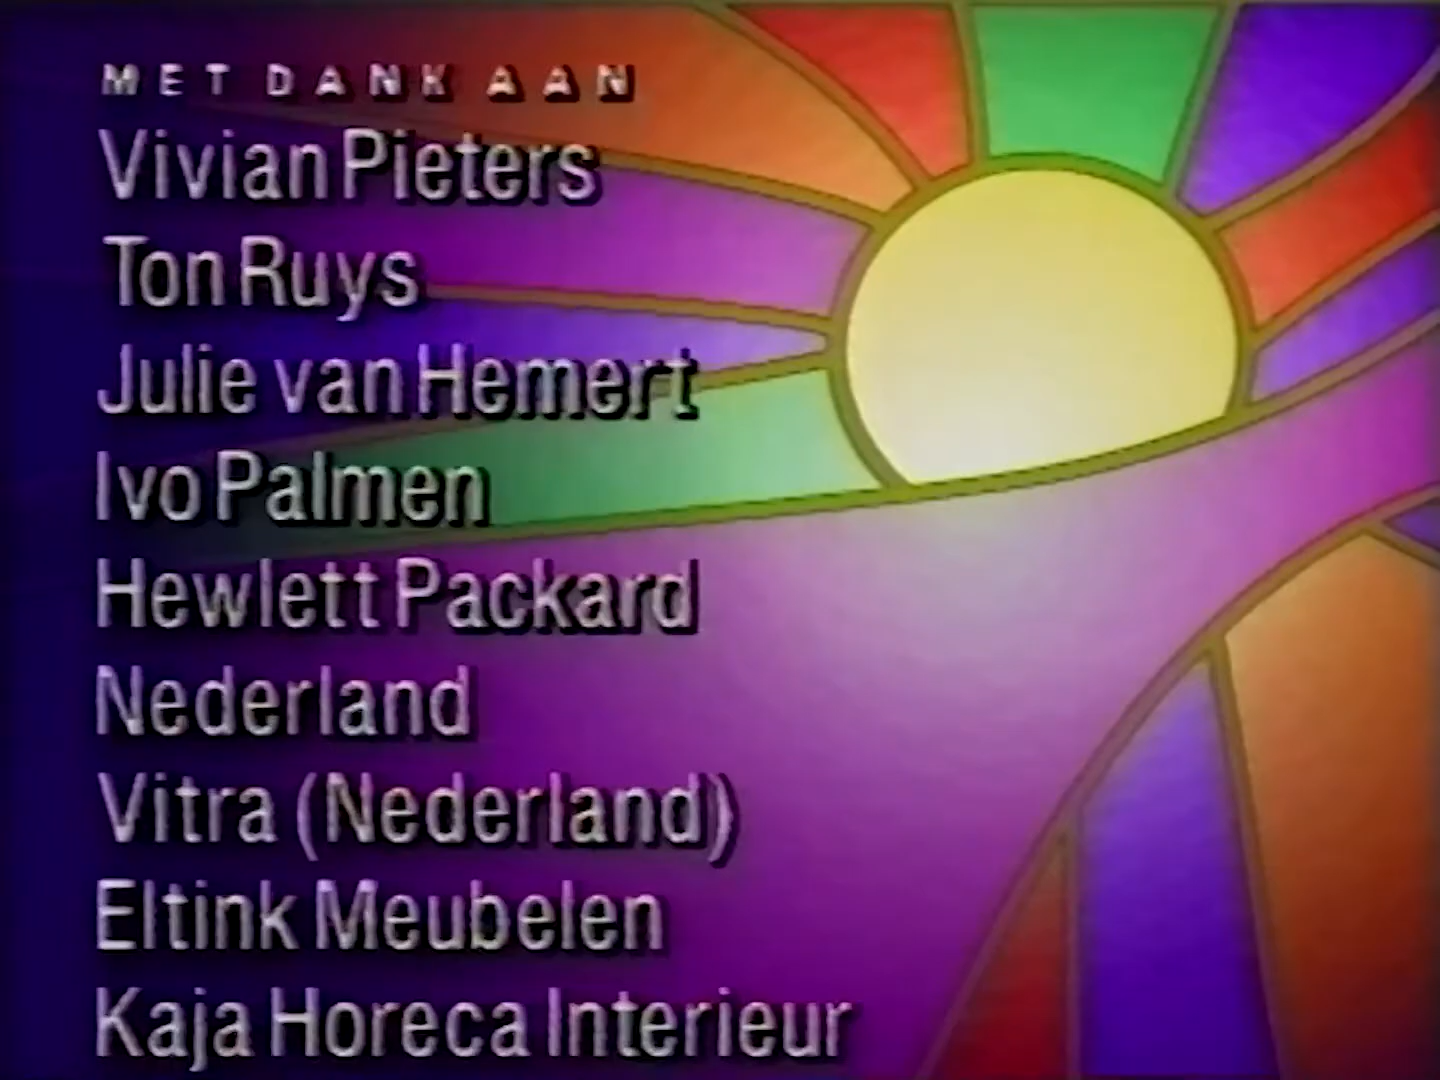 MET DANK AAN
Vivian Pieters
Ton Ruys
Julie van Hemert
Ivo Palmen
Hewlett Packard
Nederland
Vitra (Nederland)
Eltink Meubelen
Kaja Horeca Interieur